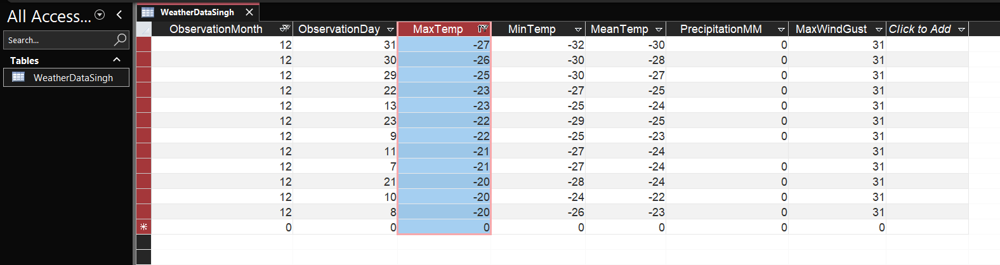 All Access...
Search...
Tables
WeatherDataSingh
WeatherDataSingh
ObservationMonth ObservationDay MaxTemp MinTemp MeanTemp PrecipitationMM MaxWindGust Click to Add
12 31 -27 -32 -30 0 31
12 30 -26 -30 -28 0 31
12 29 -25 -30 -27 0 31
12 22 -23 -27 -25 0 31
12 13 -23 -25 -24 0 31
12 23 -22 -29 -25 0 31
12 9 -22 -25 -23 0 31
12 11 -21 -27 -24 31
12 7 -21 -27 -24 0 31
12 21 -20 -28 -24 0 31
12 10 -20 -24 -22 0 31
12 8 -20 -26 -23 0 31
0 0 0 0 0 0 0